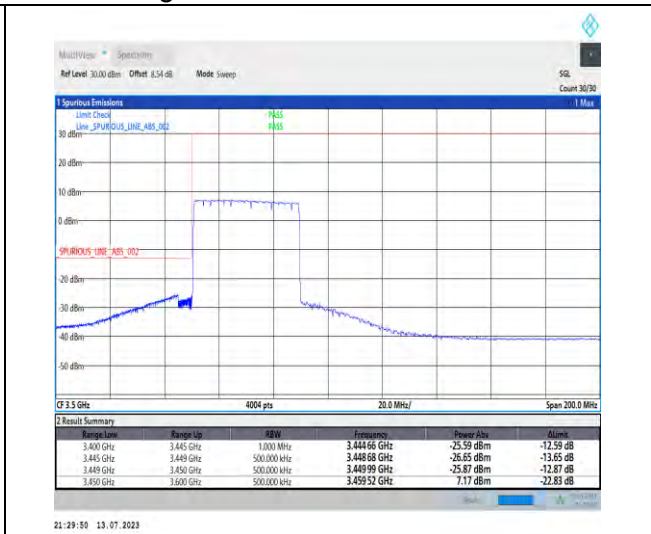 MultiView Spectrum
Ref Level 30.00 dBm Offset 8.54 dB Mode Sweep SGL
Count 30/30
1 Spurious Emissions 1 Max
Limit Check PASS
Line _SPURIOUS_LINE_ABS_002 PASS
30 dBm
20 dBm
10 dBm
0 dBm
SPURIOUS_LINE_ABS_002
-20 dBm
-30 dBm
-40 dBm
-50 dBm
CF 3.5 GHz 4004 pts 20.0 MHz/ Span 200.0 MHz
2 Result Summary
Range Low Range Up RBW Frequency Power Abs ΔLimit
3.400 GHz 3.445 GHz 1.000 MHz 3.444 66 GHz -25.59 dBm -12.59 dB
3.445 GHz 3.449 GHz 500.000 kHz 3.448 68 GHz -26.65 dBm -13.65 dB
3.449 GHz 3.450 GHz 500.000 kHz 3.449 99 GHz -25.87 dBm -12.87 dB
3.450 GHz 3.600 GHz 500.000 kHz 3.459 52 GHz 7.17 dBm -22.83 dB
21:29:50 13.07.2023